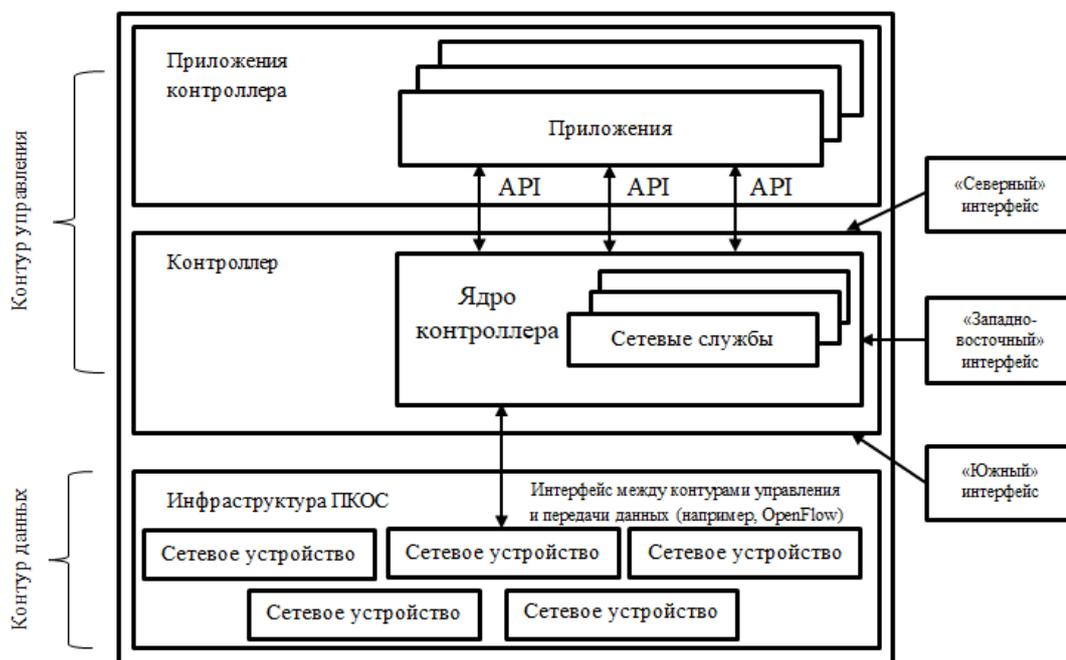 Приложения
контроллера
Приложения
API
API
API
«Северный»
интерфейс
Контур управления
Контроллер
Ядро
контроллера
Сетевые службы
«Западно-
восточный»
интерфейс
«Южный»
интерфейс
Контур данных
Инфраструктура ПКОС
Интерфейс между контурами управления
и передачи данных (например, OpenFlow)
Сетевое устройство
Сетевое устройство
Сетевое устройство
Сетевое устройство
Сетевое устройство